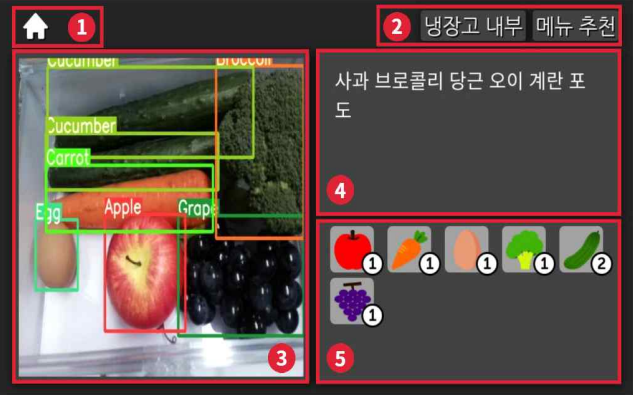 1
2 냉장고 내부 메뉴 추천
Cucumber
Broccoli
Cucumber
Carrot
Egg Apple Grape
3
사과 브로콜리 당근 오이 계란 포
도
4
1 1 1 1 2
1
5